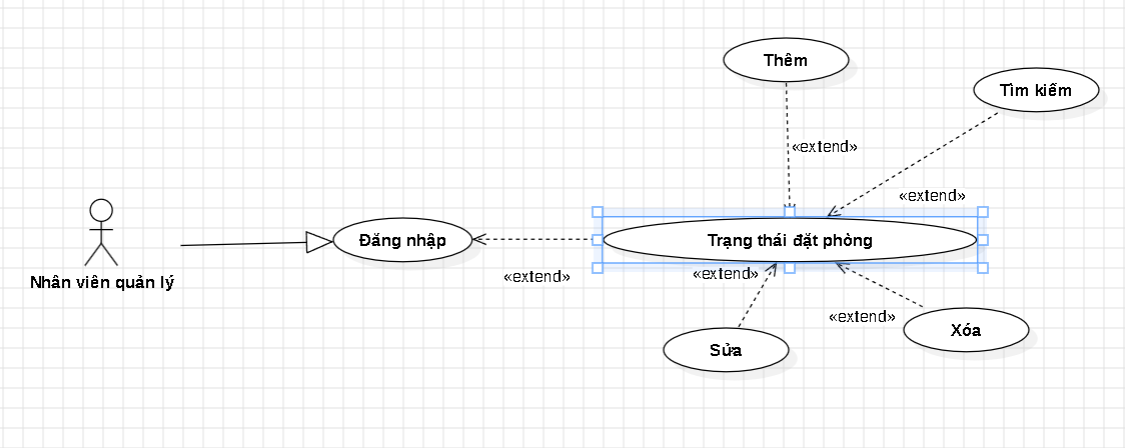 Thêm
Tìm kiếm
«extend»
«extend»
Đăng nhập
Trạng thái đặt phòng
«extend»
«extend»
Nhân viên quản lý
«extend»
Xóa
Sửa